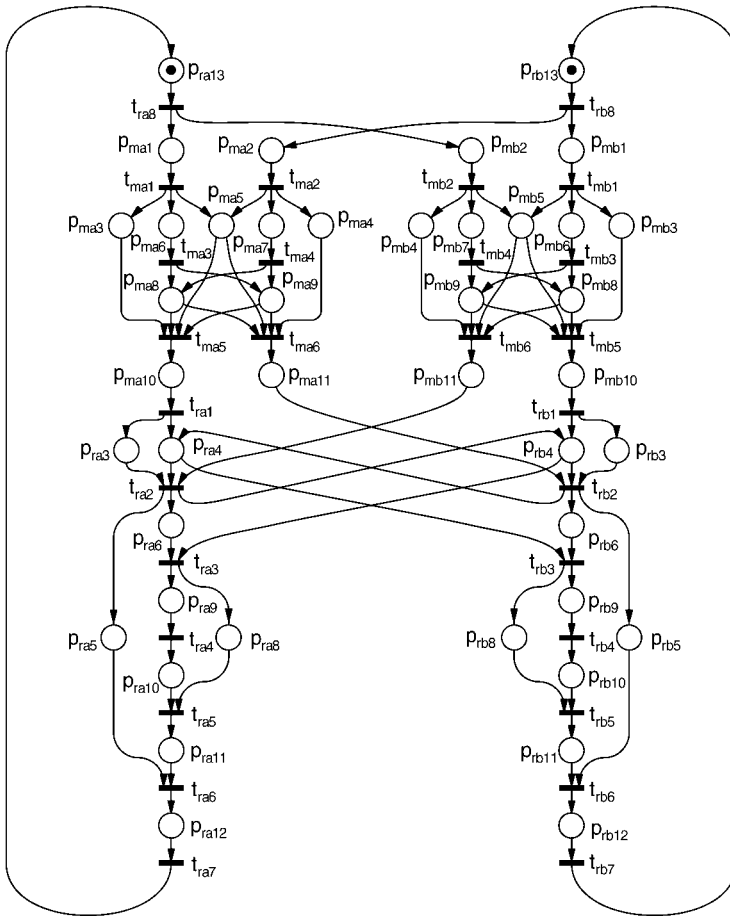 p_ra13 p_rb13
t_ra8 t_rb8
p_ma1 p_ma2 p_mb2 p_mb1
t_ma1 t_ma2 t_mb2 t_mb1
p_ma5 p_mb5
p_ma3 p_ma4 p_mb3
p_ma6 p_ma7 p_mb4 p_mb7 p_mb6
t_ma3 t_ma4 t_mb4 t_mb3
p_ma8 p_ma9 p_mb9 p_mb8
t_ma5 t_ma6 t_mb6 t_mb5
p_ma10 p_ma11 p_mb11 p_mb10
t_ra1 t_rb1
p_ra3 p_ra4 p_rb4 p_rb3
t_ra2 t_rb2
p_ra6 p_rb6
t_ra3 t_rb3
p_ra9 p_rb9
p_ra5 t_ra4 p_ra8 p_rb8 t_rb4 p_rb5
p_ra10 p_rb10
t_ra5 t_rb5
p_ra11 p_rb11
t_ra6 t_rb6
p_ra12 p_rb12
t_ra7 t_rb7